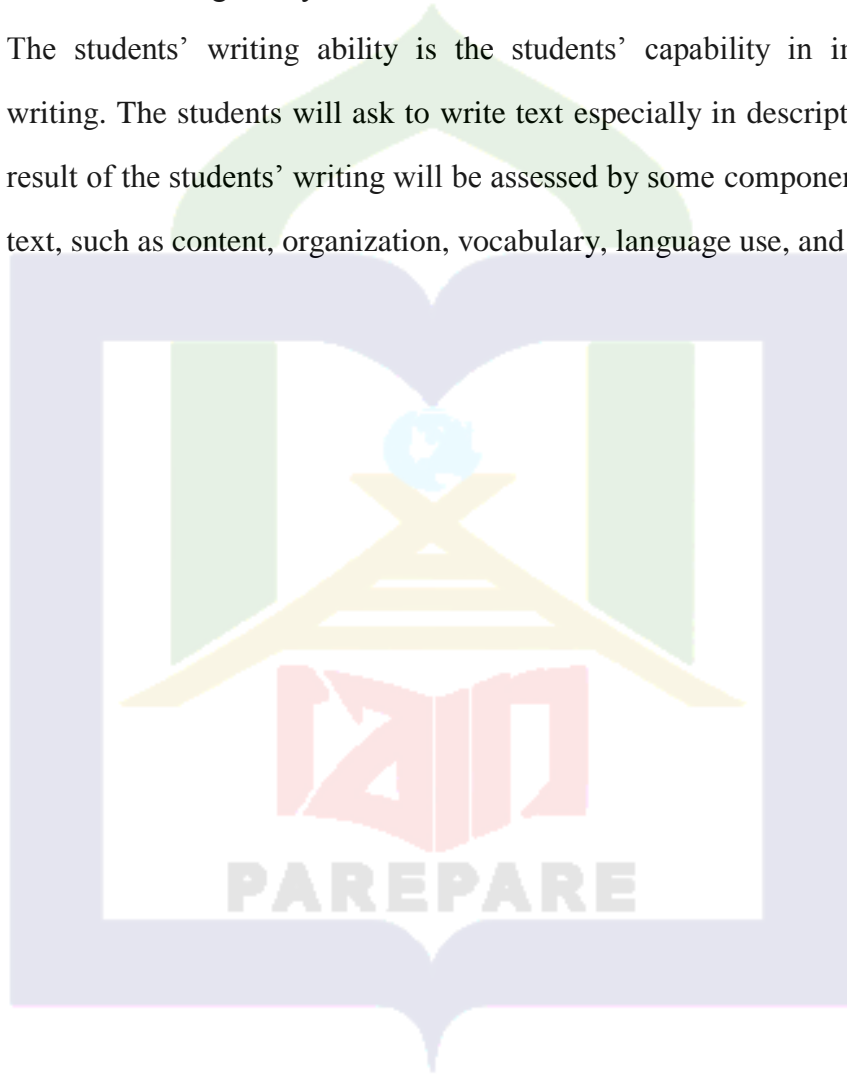 The students’ writing ability is the students’ capability in
writing. The students will ask to write text especially in
result of the students’ writing will be assessed by some
text, such as content, organization, vocabulary, language use, and
iain
PAREPARE